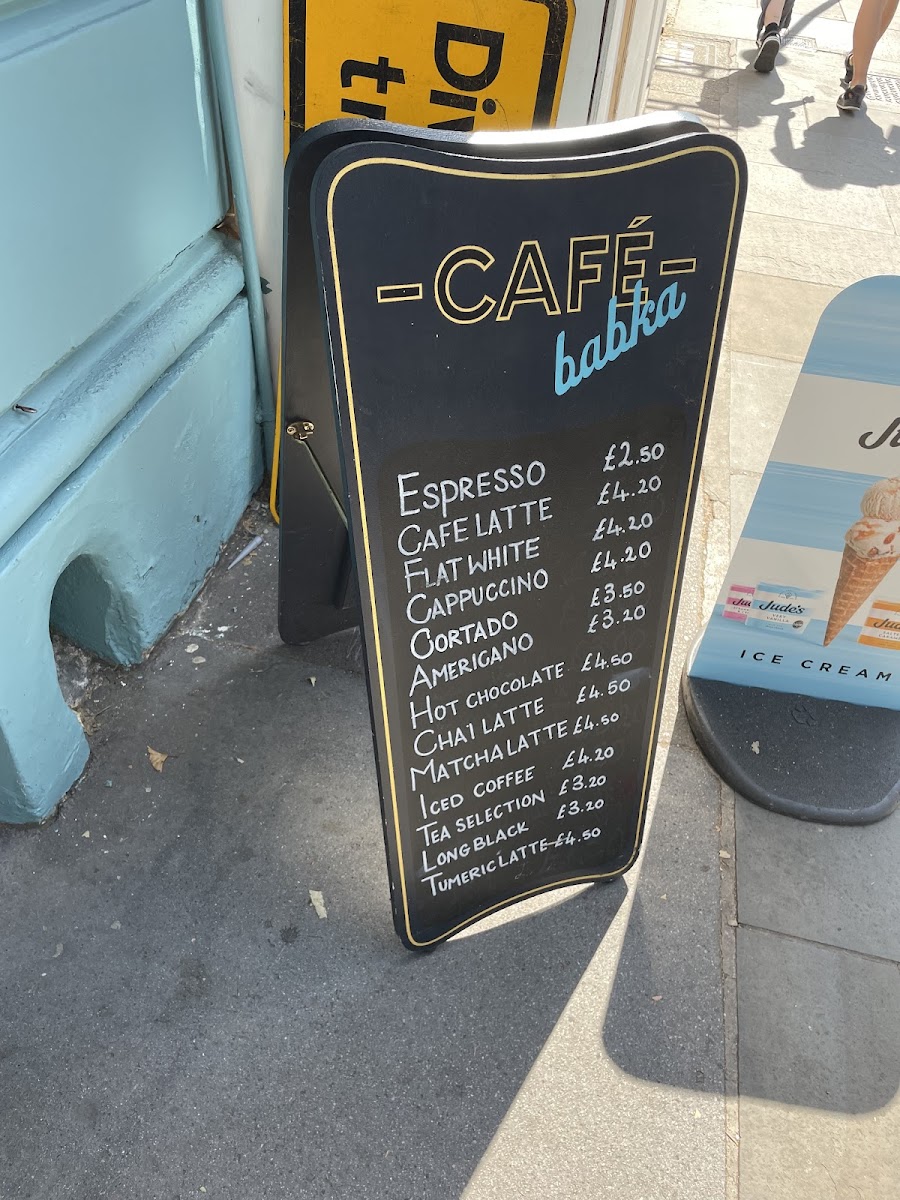 Di
-CAFÉ-
babka
ESPRESSO £2.50
CAFE LATTE £4.20
FLAT WHITE £4.20
CAPPUCCINO £4.20
CORTADO £3.50
AMERICANO £3.20
HOT CHOCOLATE £4.50
CHAI LATTE £4.50
MATCHA LATTE £4.50
ICED COFFEE £4.20
TEA SELECTION £3.20
LONG BLACK £3.20
TUMERIC LATTE-£4.50
Jude's
ICE CREAM